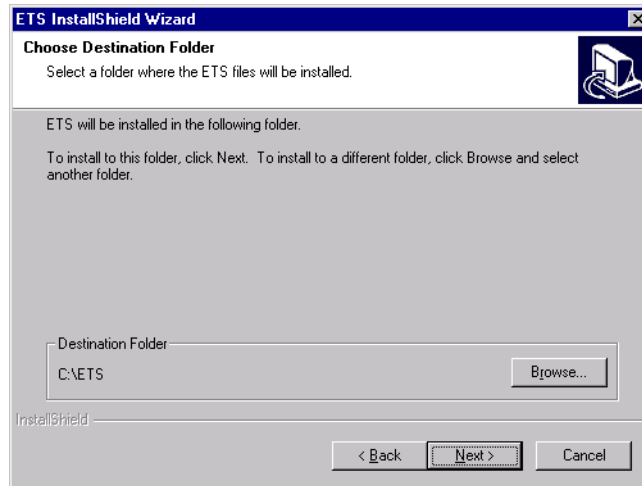 ETS InstallShield Wizard
Choose Destination Folder
Select a folder where the ETS files will be installed.
ETS will be installed in the following folder.
To install to this folder, click Next. To install to a different folder, click Browse and select
another folder.
Destination Folder
C:\ETS
Browse...
InstallShield
< Back
Next >
Cancel